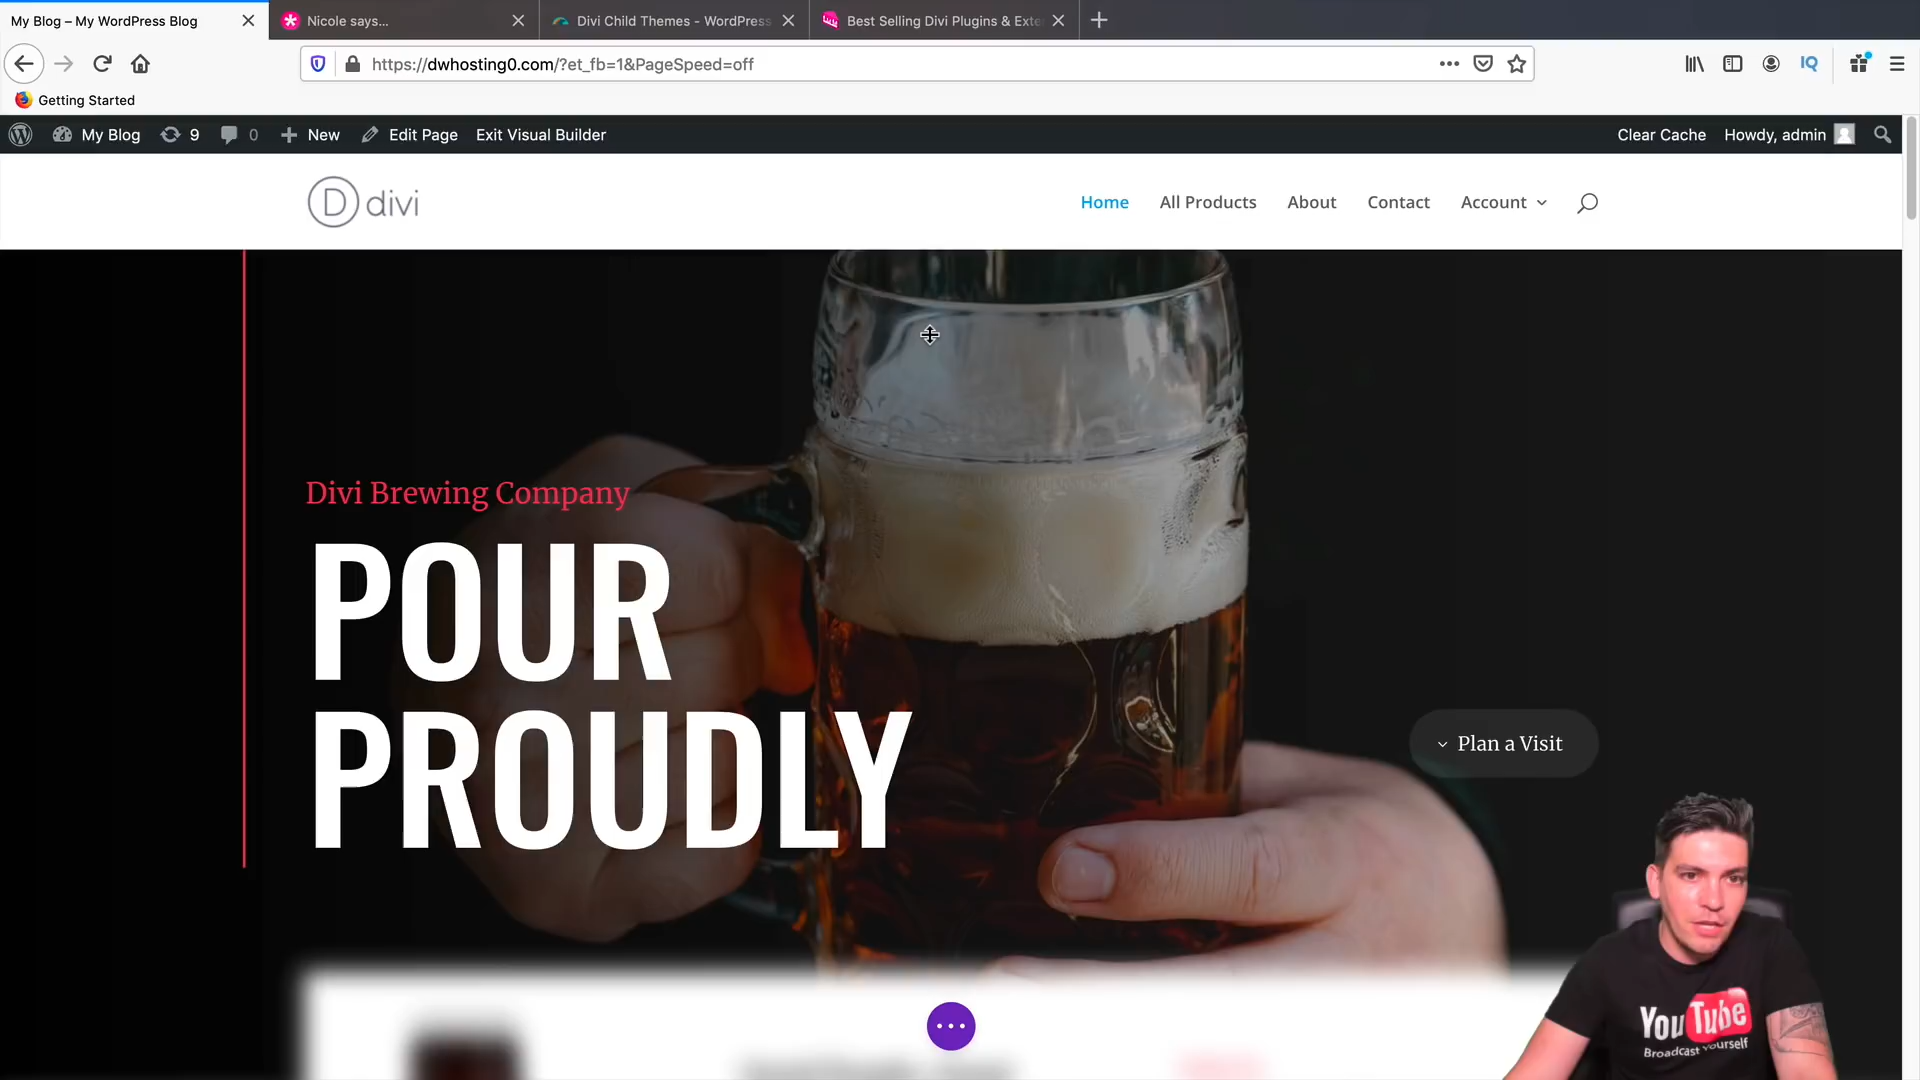 My Blog – My WordPress Blog
Nicole says...
Divi Child Themes - WordPress
Best Selling Divi Plugins & Exte
https://dwhosting0.com/?et_fb=1&PageSpeed=off
IQ
Getting Started
My Blog
9
0
New
Edit Page
Exit Visual Builder
Clear Cache
Howdy, admin
D divi
Home
All Products
About
Contact
Account
Divi Brewing Company
POUR
PROUDLY
Plan a Visit
YouTube
Broadcast Yourself